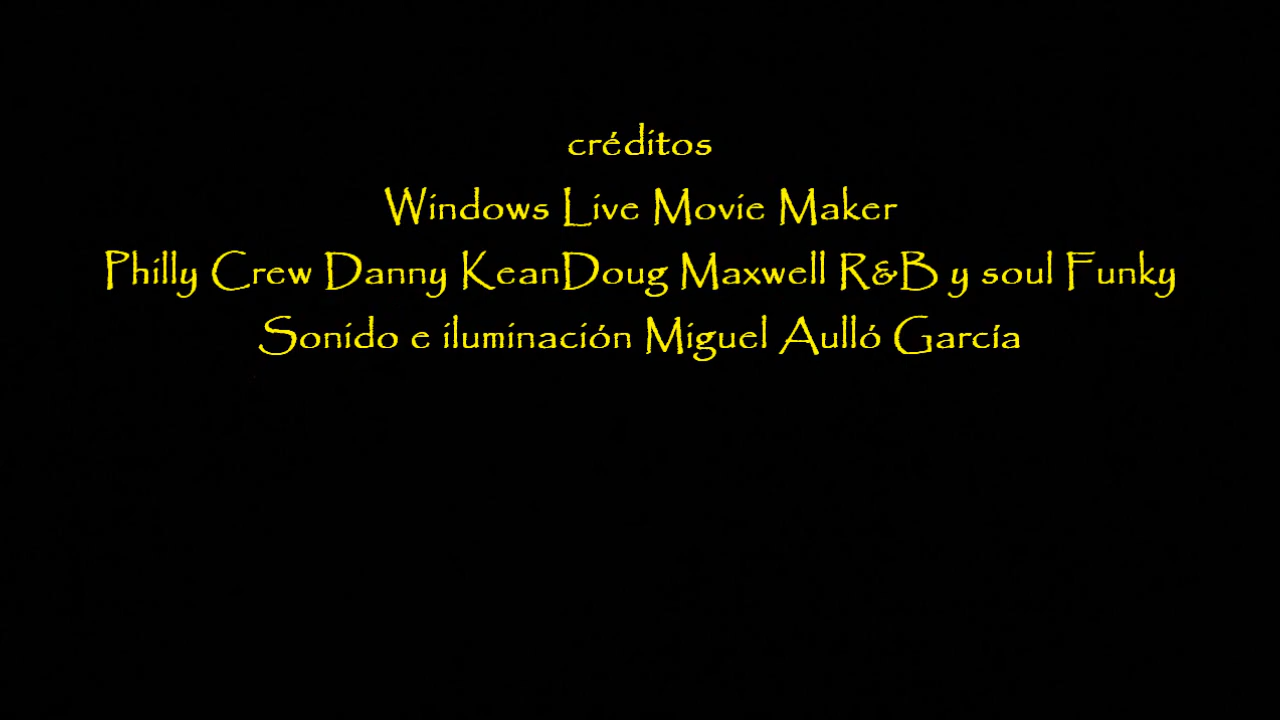 créditos
Windows Live Movie Maker
Philly Crew Danny KeanDoug Maxwell R&B y soul Funky
Sonido e iluminación Miguel Aulló García